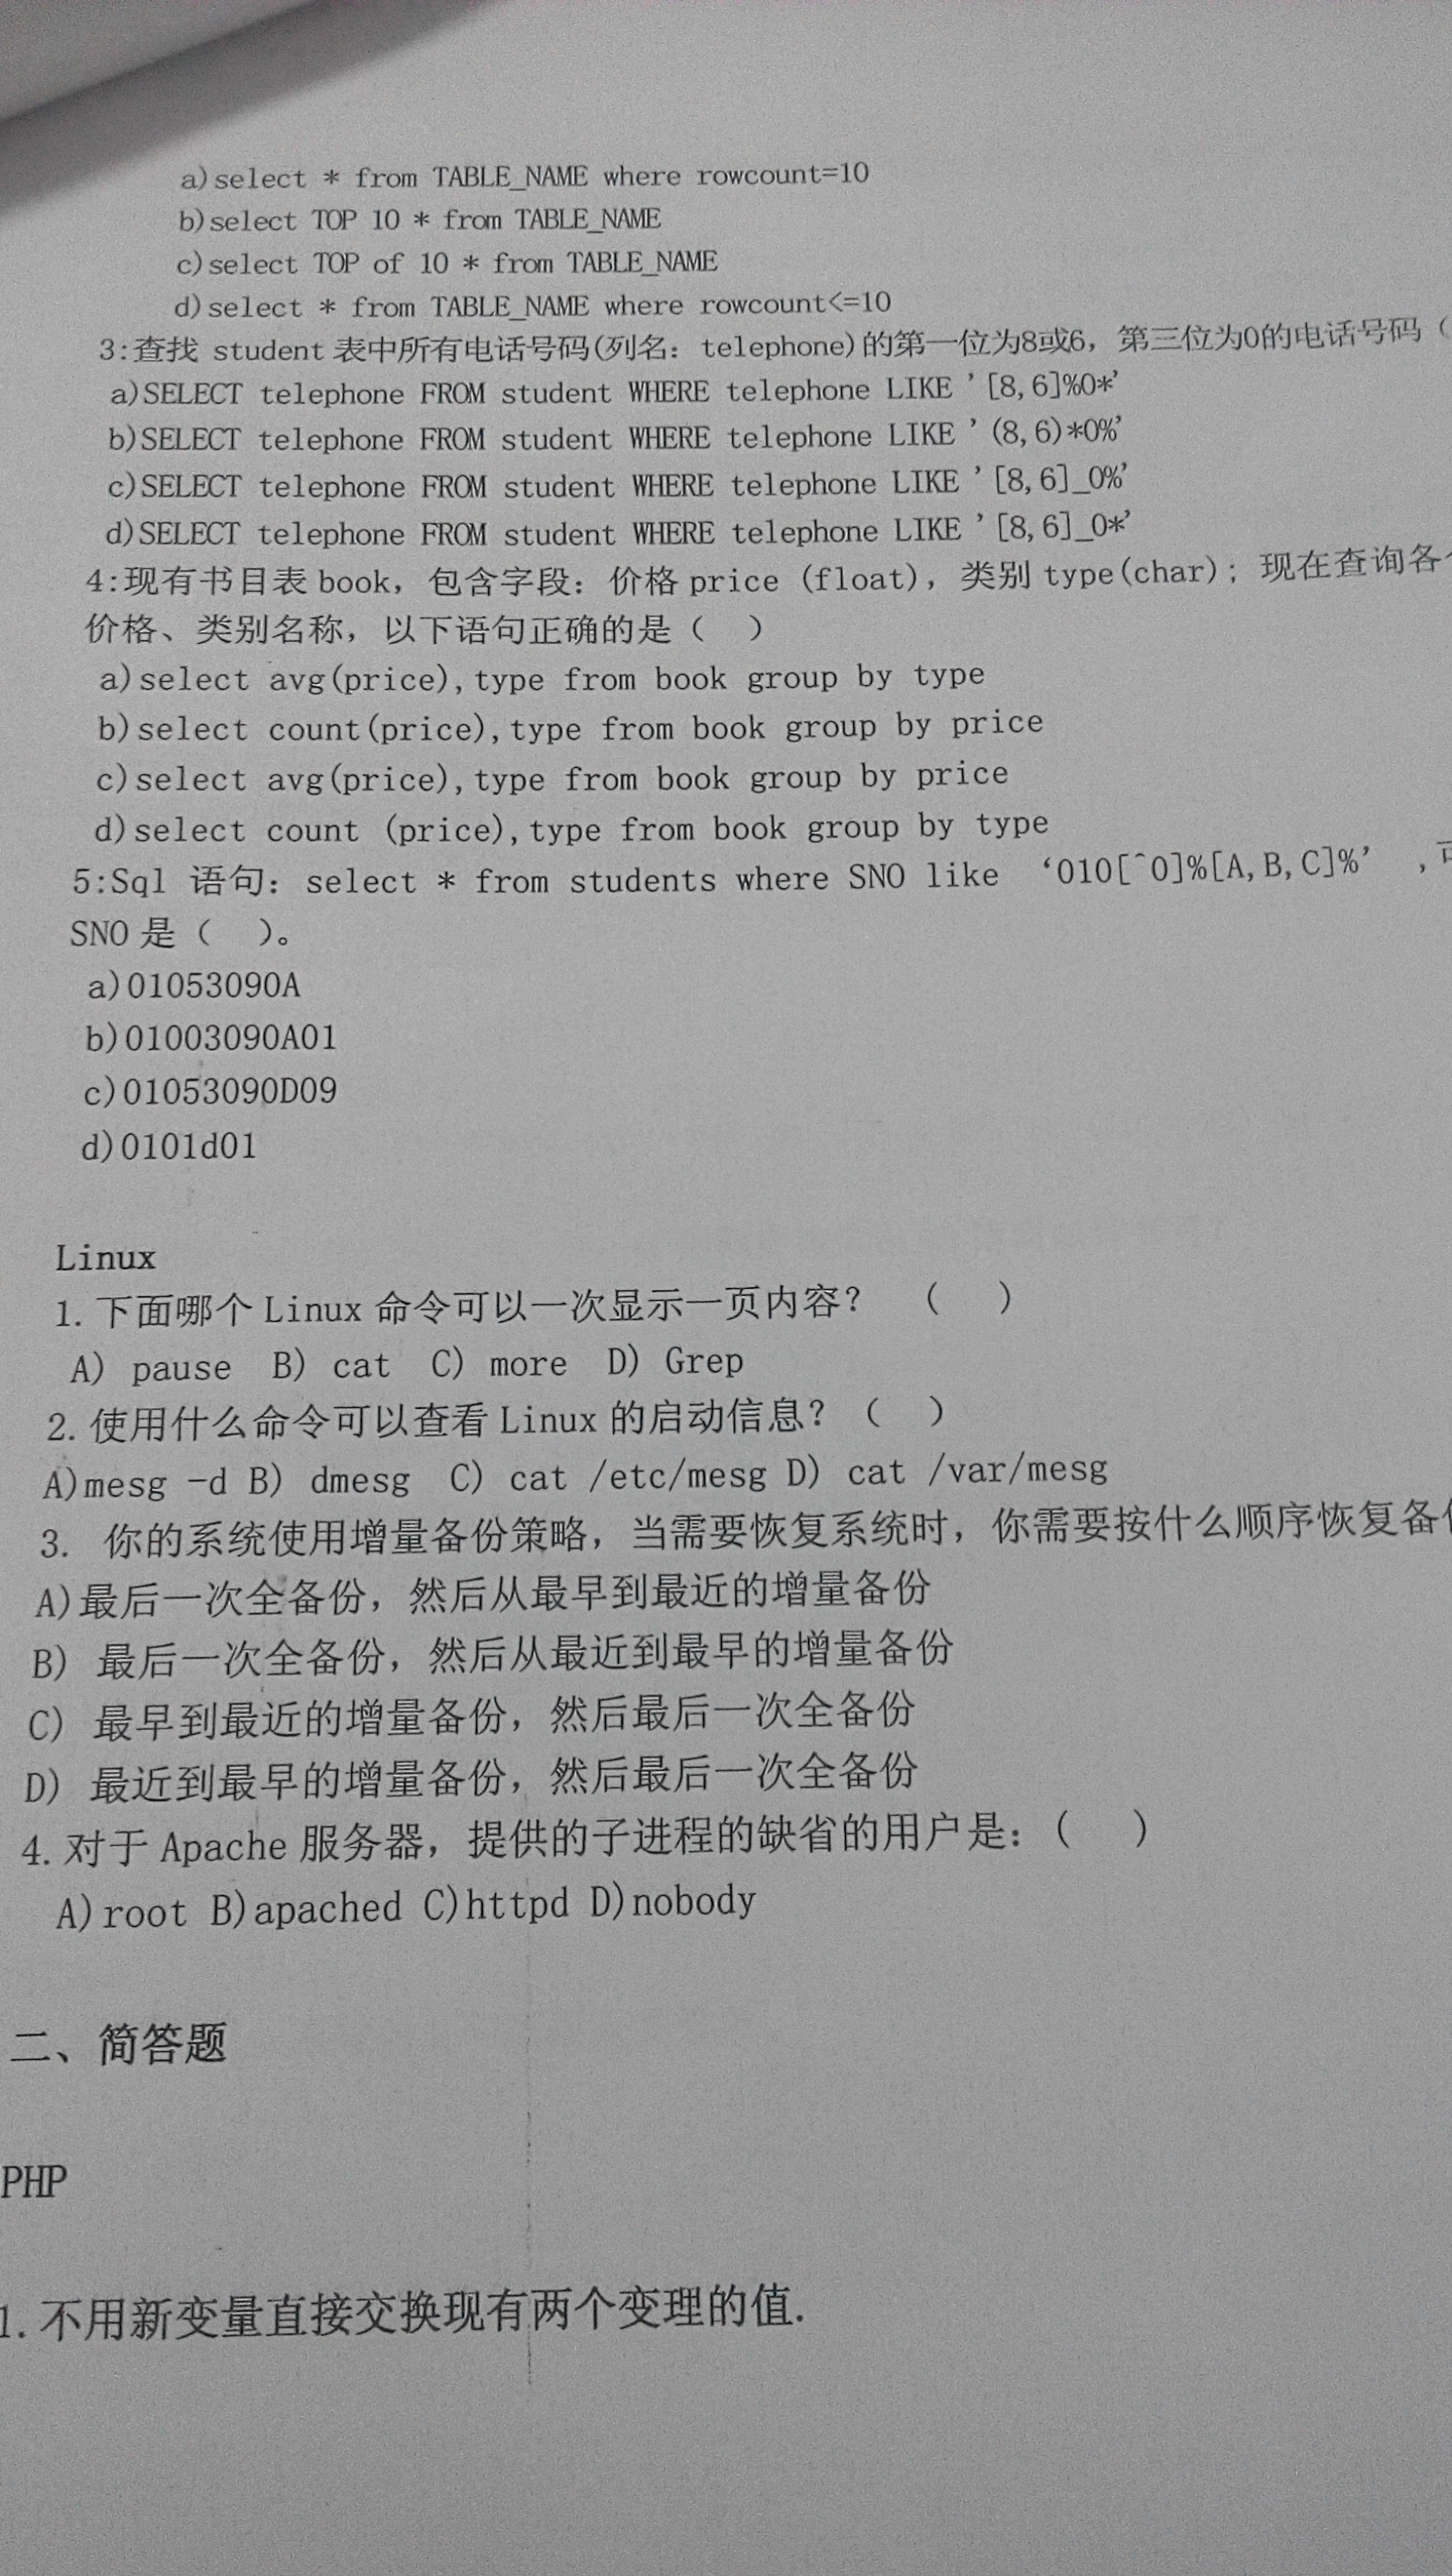 a)select * from TABLE_NAME where rowcount=10
b)select TOP 10 * from TABLE_NAME
c)select TOP of 10 * from TABLE_NAME
d)select * from TABLE_NAME where rowcount<=10
3:查找 student 表中所有电话号码(列名：telephone)的第一位为8或6，第三位为0的电话号码（
a)SELECT telephone FROM student WHERE telephone LIKE '[8,6]%0*'
b)SELECT telephone FROM student WHERE telephone LIKE '(8,6)*0%'
c)SELECT telephone FROM student WHERE telephone LIKE '[8,6]_0%'
d)SELECT telephone FROM student WHERE telephone LIKE '[8,6]_0*'
4:现有书目表 book，包含字段：价格 price (float)，类别 type(char)；现在查询各
价格、类别名称，以下语句正确的是（ ）
a)select avg(price),type from book group by type
b)select count(price),type from book group by price
c)select avg(price),type from book group by price
d)select count (price),type from book group by type
5:Sql 语句：select * from students where SNO like ‘010[^0]%[A,B,C]%’ ,
SNO 是（ ）。
a)01053090A
b)01003090A01
c)01053090D09
d)0101d01
Linux
1.下面哪个 Linux 命令可以一次显示一页内容？ （ ）
A) pause B) cat C) more D) Grep
2.使用什么命令可以查看 Linux 的启动信息？（ ）
A)mesg -d B) dmesg C) cat /etc/mesg D) cat /var/mesg
3. 你的系统使用增量备份策略，当需要恢复系统时，你需要按什么顺序恢复备
A)最后一次全备份，然后从最早到最近的增量备份
B) 最后一次全备份，然后从最近到最早的增量备份
C) 最早到最近的增量备份，然后最后一次全备份
D) 最近到最早的增量备份，然后最后一次全备份
4.对于 Apache 服务器，提供的子进程的缺省的用户是：（ ）
A)root B)apached C)httpd D)nobody
二、简答题
PHP
1.不用新变量直接交换现有两个变理的值.